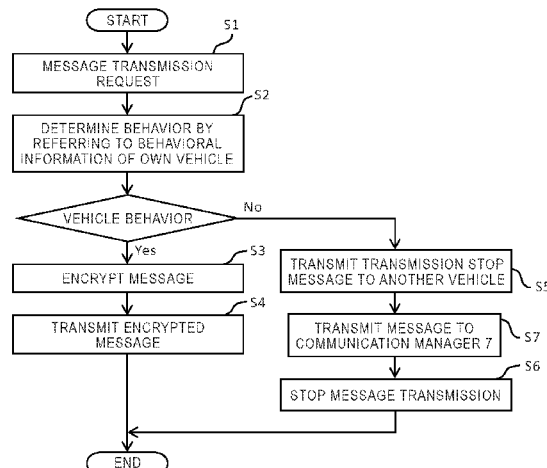 START
S1
MESSAGE TRANSMISSION
REQUEST
S2
DETERMINE BEHAVIOR BY
REFERRING TO BEHAVIORAL
INFORMATION OF OWN VEHICLE
VEHICLE BEHAVIOR
No
Yes
S3
ENCRYPT MESSAGE
S4
TRANSMIT ENCRYPTED
MESSAGE
TRANSMIT TRANSMISSION STOP
MESSAGE TO ANOTHER VEHICLE
S5
TRANSMIT MESSAGE TO
COMMUNICATION MANAGER 7
S7
S6
STOP MESSAGE TRANSMISSION
END